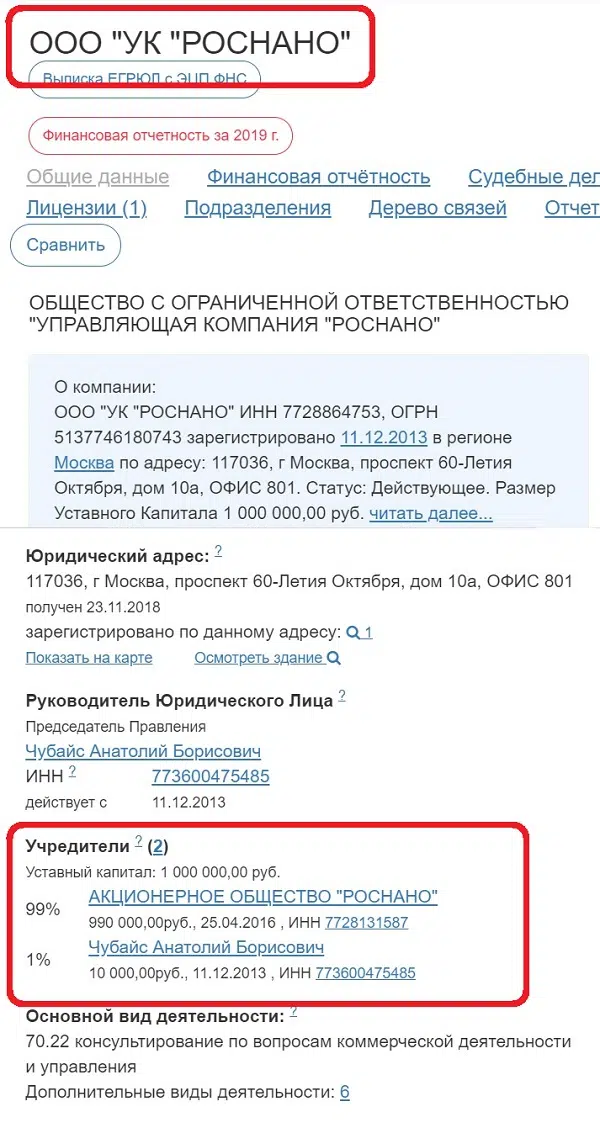 ООО "УК "РОСНАНО"
Выписка ЕГРЮЛ с ЭЦП ФНС
Финансовая отчетность за 2019 г.
Общие данные Финансовая отчётность Судебные дел
Лицензии (1) Подразделения Дерево связей Отчет
Сравнить
ОБЩЕСТВО С ОГРАНИЧЕННОЙ ОТВЕТСТВЕННОСТЬЮ
"УПРАВЛЯЮЩАЯ КОМПАНИЯ "РОСНАНО"
О компании:
ООО "УК "РОСНАНО" ИНН 7728864753, ОГРН
5137746180743 зарегистрировано 11.12.2013 в регионе
Москва по адресу: 117036, г Москва, проспект 60-Летия
Октября, дом 10а, ОФИС 801. Статус: Действующее. Размер
Уставного Капитала 1 000 000,00 руб. читать далее...
Юридический адрес: ?
117036, г Москва, проспект 60-Летия Октября, дом 10а, ОФИС 801
получен 23.11.2018
зарегистрировано по данному адресу: 1
Показать на карте Осмотреть здание
Руководитель Юридического Лица ?
Председатель Правления
Чубайс Анатолий Борисович
ИНН ? 773600475485
действует с 11.12.2013
Учредители ? (2)
Уставный капитал: 1 000 000,00 руб.
99% АКЦИОНЕРНОЕ ОБЩЕСТВО "РОСНАНО"
990 000,00руб., 25.04.2016 , ИНН 7728131587
1% Чубайс Анатолий Борисович
10 000,00руб., 11.12.2013 , ИНН 773600475485
Основной вид деятельности: ?
70.22 консультирование по вопросам коммерческой деятельности
и управления
Дополнительные виды деятельности: 6